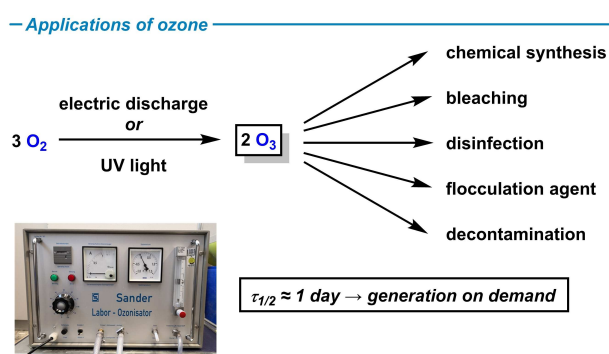 Applications of ozone
3 O₂
electric discharge
or
UV light
2 O₃
chemical synthesis
bleaching
disinfection
flocculation agent
decontamination
Sander
Labor - Ozonisator
τ₁/₂ ≈ 1 day → generation on demand